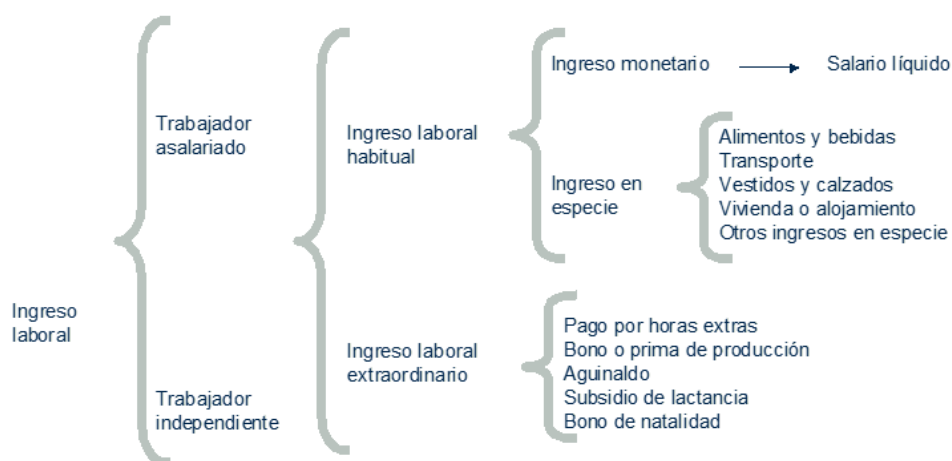 Ingreso
laboral
Trabajador
asalariado
Trabajador
independiente
Ingreso laboral
habitual
Ingreso monetario
Salario líquido
Ingreso en
especie
Alimentos y bebidas
Transporte
Vestidos y calzados
Vivienda o alojamiento
Otros ingresos en especie
Ingreso laboral
extraordinario
Pago por horas extras
Bono o prima de producción
Aguinaldo
Subsidio de lactancia
Bono de natalidad